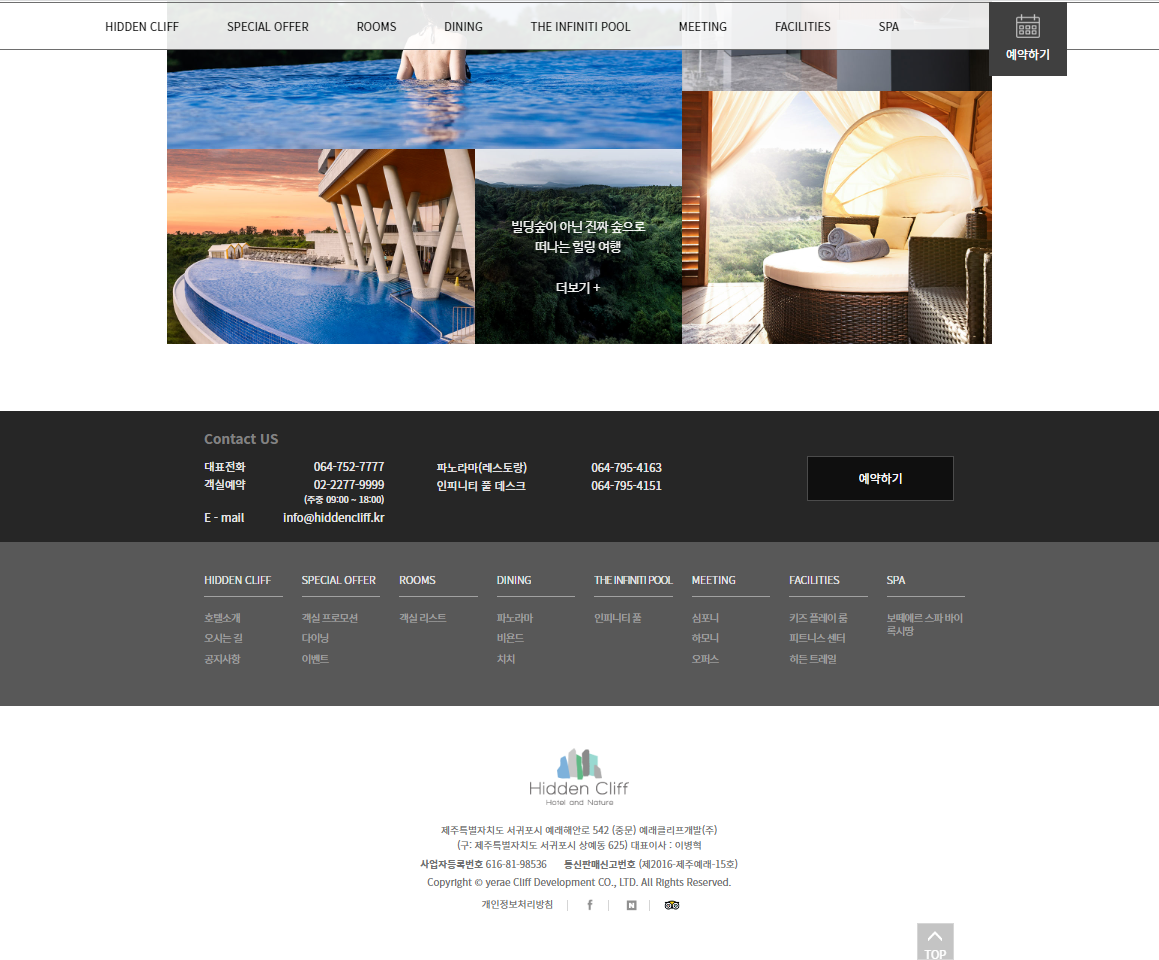 HIDDEN CLIFF SPECIAL OFFER ROOMS DINING THE INFINITI POOL MEETING FACILITIES SPA
예약하기
빌딩숲이 아닌 진짜 숲으로
떠나는 힐링 여행
더보기 +
Contact US
대표전화 064-752-7777
객실예약 02-2277-9999
(주중 09:00 ~ 18:00)
E - mail info@hiddencliff.kr
파노라마(레스토랑) 064-795-4163
인피니티 풀 데스크 064-795-4151
예약하기
HIDDEN CLIFF
호텔소개
오시는 길
공지사항
SPECIAL OFFER
객실 프로모션
다이닝
이벤트
ROOMS
객실 리스트
DINING
파노라마
비욘드
치치
THE INFINITI POOL
인피니티 풀
MEETING
심포니
하모니
오퍼스
FACILITIES
키즈 플레이 룸
피트니스 센터
히든 트레일
SPA
보떼에르 스파 바이
록시땅
Hidden Cliff
Hotel and Nature
제주특별자치도 서귀포시 예래해안로 542 (중문) 예래클리프개발(주)
(구: 제주특별자치도 서귀포시 상예동 625) 대표이사 : 이병혁
사업자등록번호 616-81-98536 통신판매신고번호 (제2016-제주예래-15호)
Copyright © yerae Cliff Development CO., LTD. All Rights Reserved.
개인정보처리방침
TOP